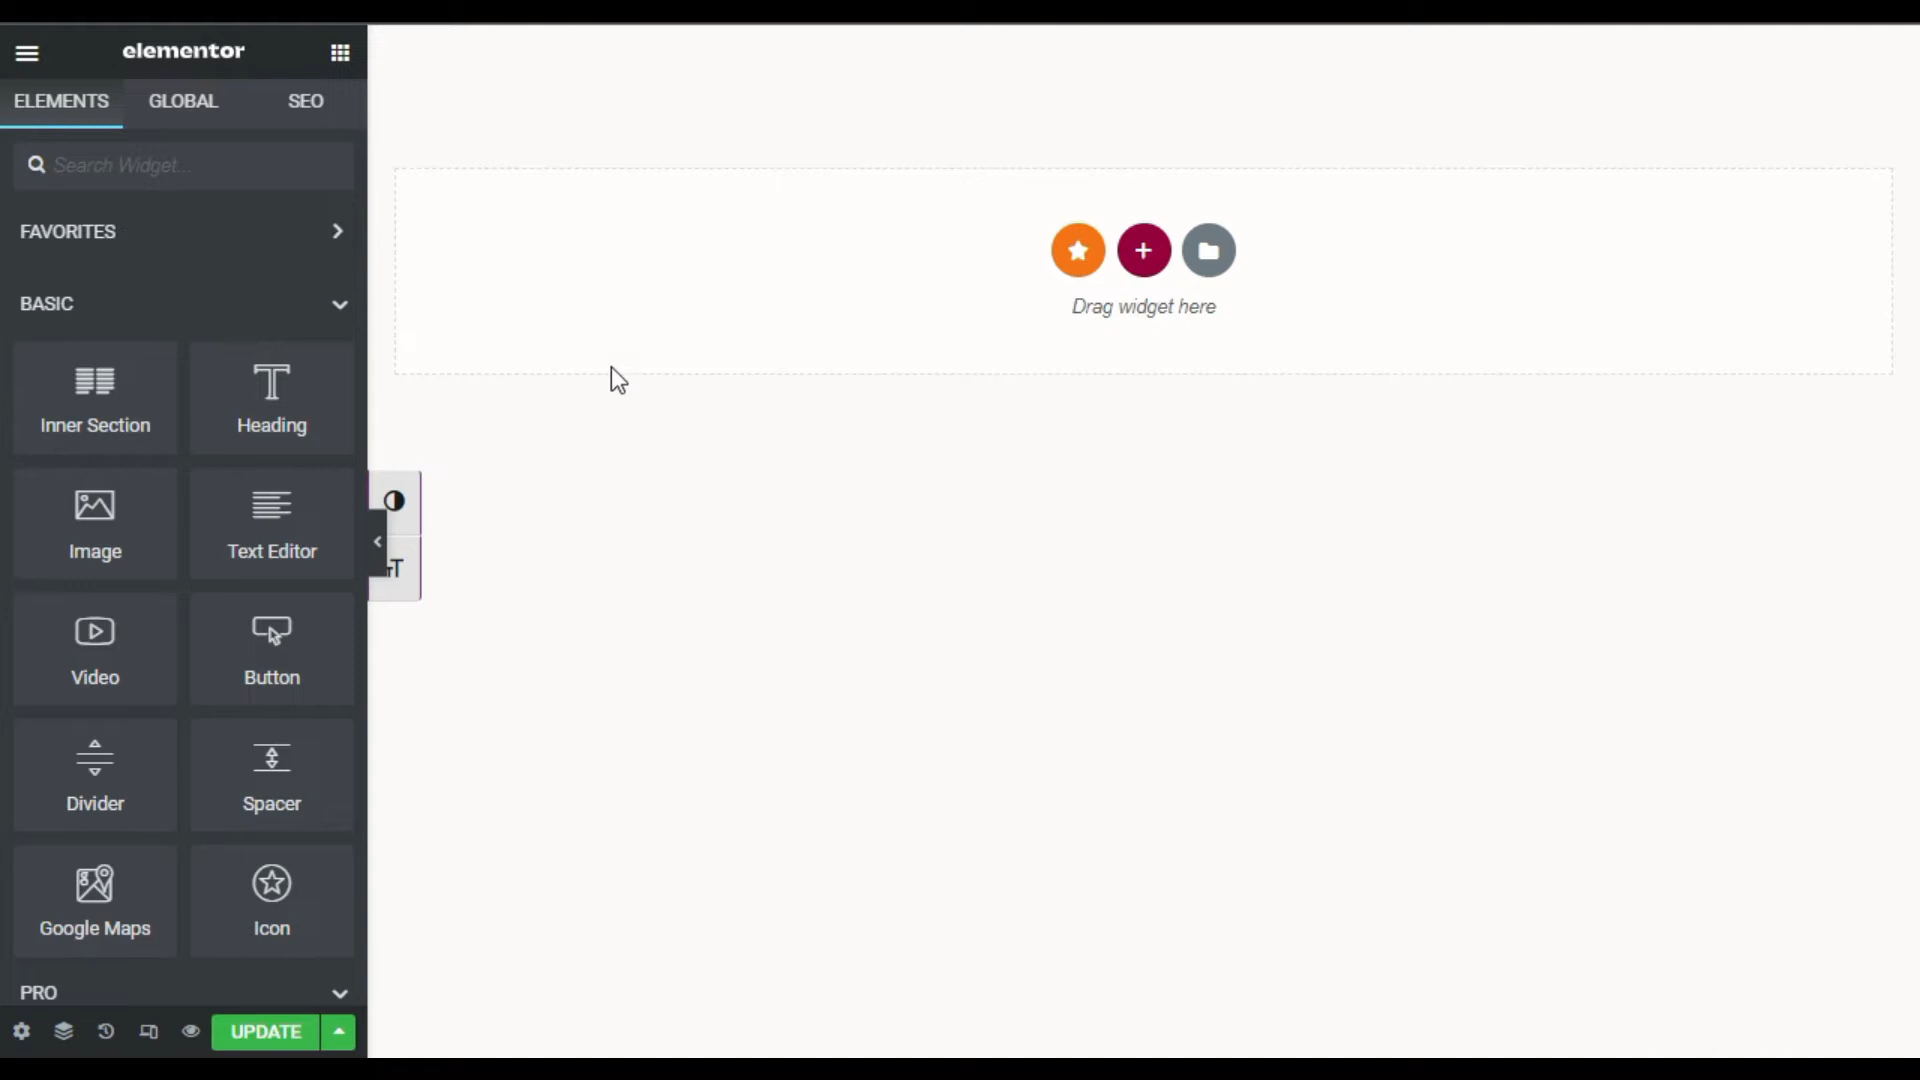 elementor
ELEMENTS GLOBAL SEO
Search Widget...
FAVORITES
BASIC
Inner Section Heading
Image Text Editor
Video Button
Divider Spacer
Google Maps Icon
PRO
UPDATE
Drag widget here
TT